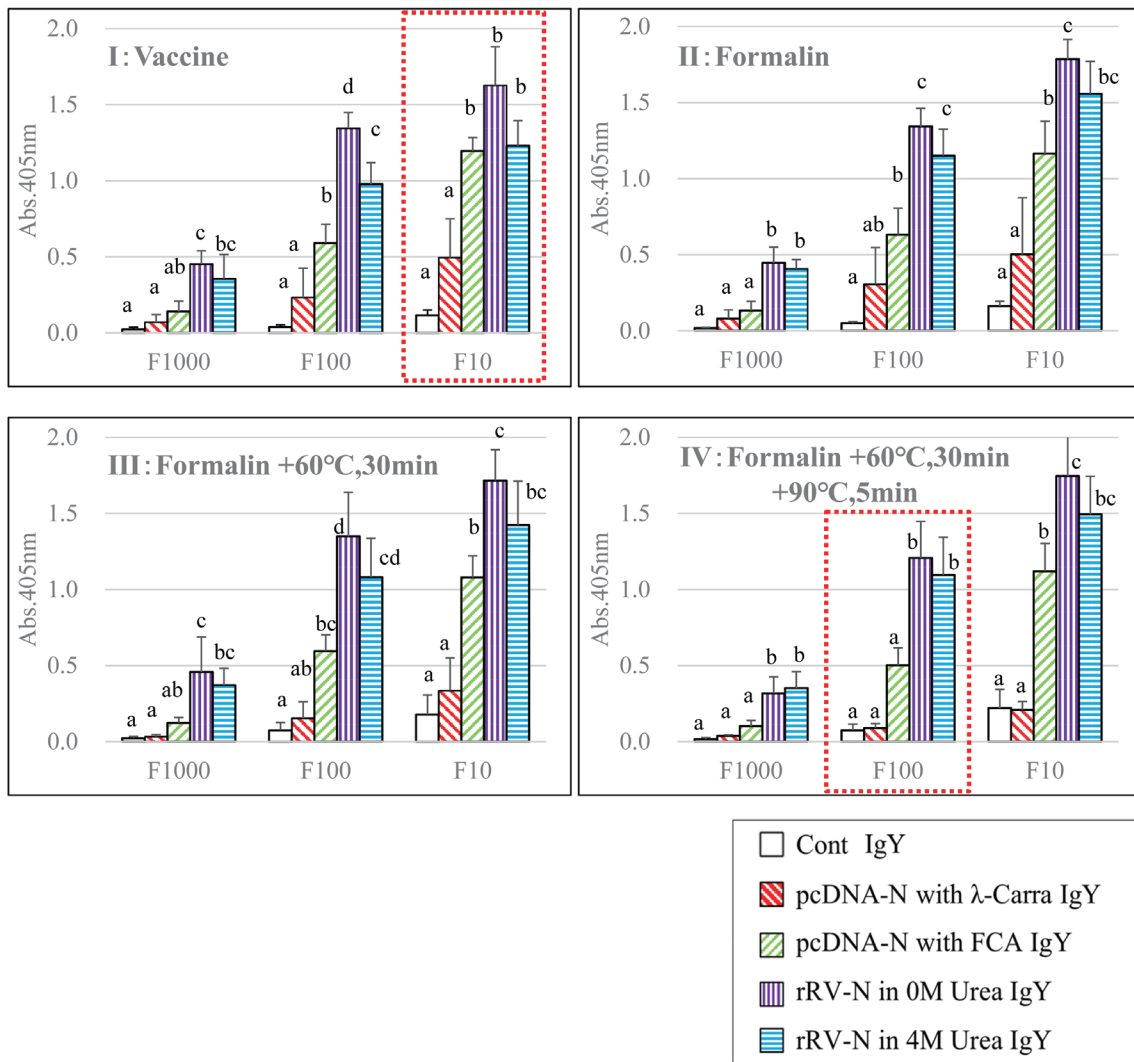 I:Vaccine
Abs.405nm
2.0
1.5
1.0
0.5
0.0
a
a
ab
c
bc
a
a
b
d
c
a
a
b
b
b
F1000
F100
F10
II:Formalin
Abs.405nm
2.0
1.5
1.0
0.5
0.0
a
a
a
b
b
a
ab
b
c
c
a
a
b
c
bc
F1000
F100
F10
III:Formalin +60°C,30min
Abs.405nm
2.0
1.5
1.0
0.5
0.0
a
a
ab
c
bc
a
ab
bc
d
cd
a
a
b
c
bc
F1000
F100
F10
IV:Formalin +60°C,30min
+90°C,5min
Abs.405nm
2.0
1.5
1.0
0.5
0.0
a
a
a
b
b
a
a
a
b
b
a
a
b
c
bc
F1000
F100
F10
Cont IgY
pcDNA-N with λ-Carra IgY
pcDNA-N with FCA IgY
rRV-N in 0M Urea IgY
rRV-N in 4M Urea IgY